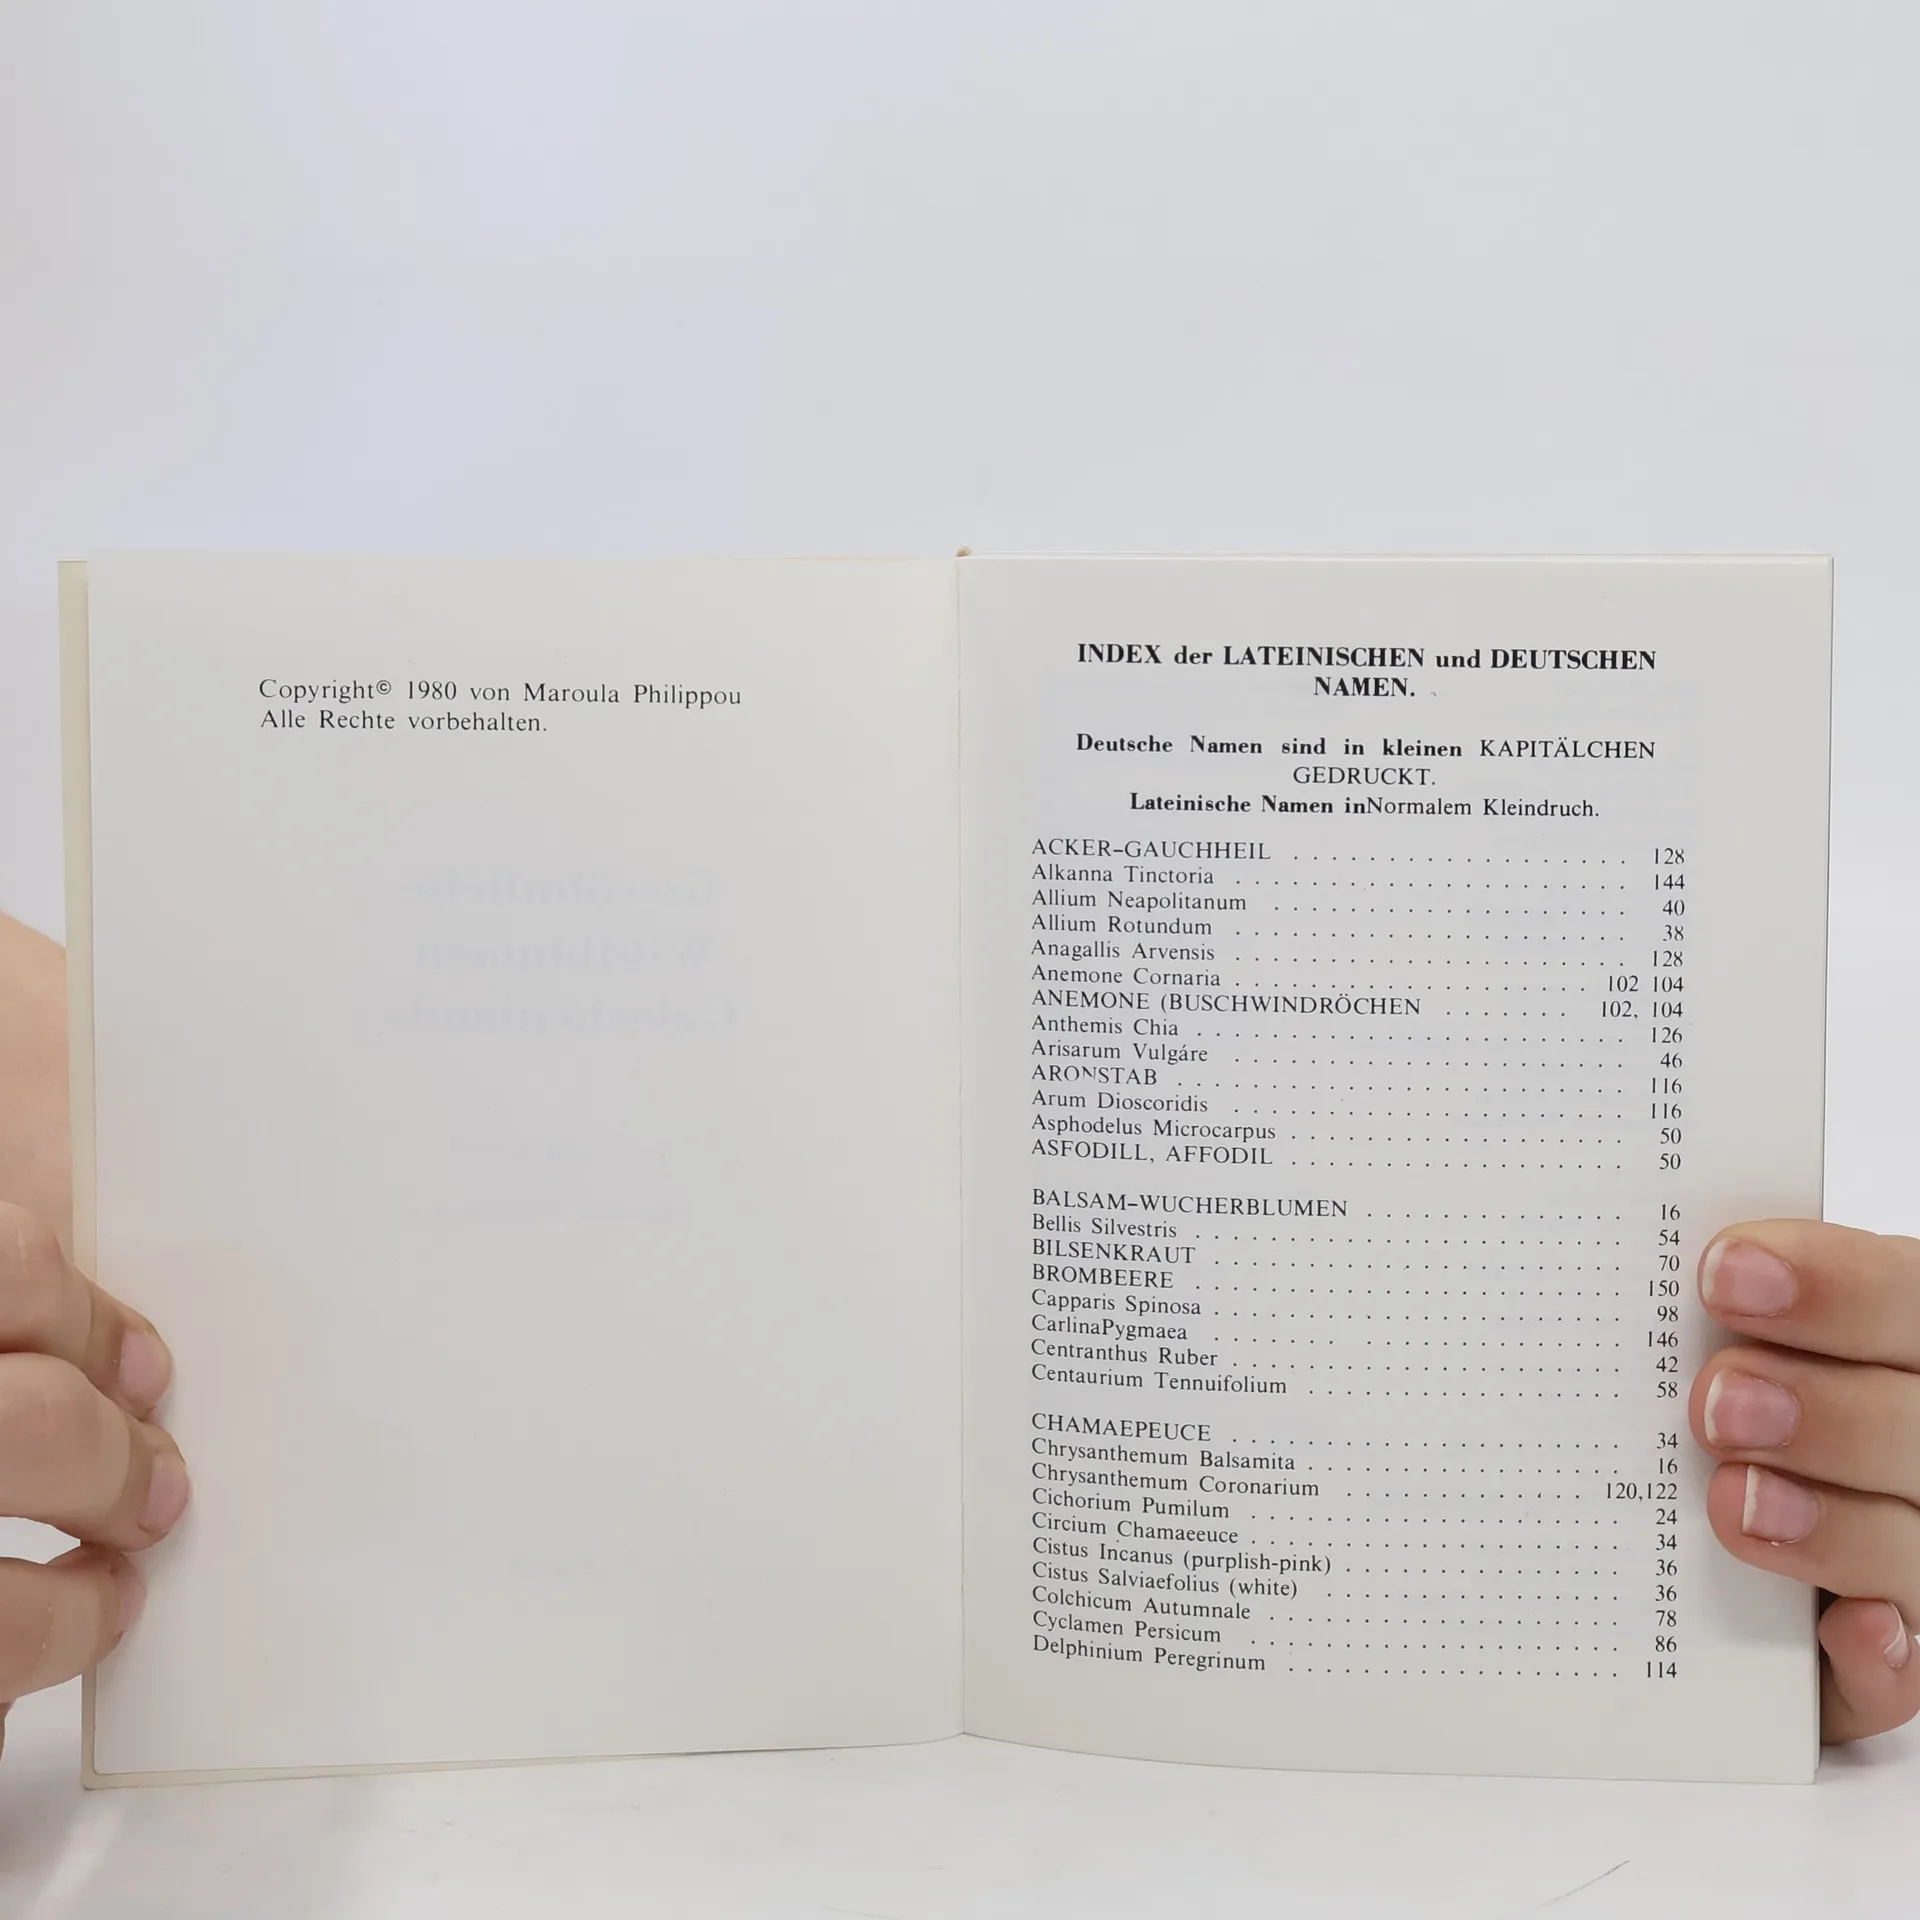 Copyright© 1980 von Maroula Philippou
Alle Rechte vorbehalten.
INDEX der LATEINISCHEN und DEUTSCHEN
NAMEN.
Deutsche Namen sind in kleinen KAPITÄLCHEN
GEDRUCKT.
Lateinische Namen inNormalem Kleindruch.
ACKER-GAUCHHEIL . . . . . . . . . . . . . . . . . . 128
Alkanna Tinctoria . . . . . . . . . . . . . . . . . . . . . 144
Allium Neapolitanum . . . . . . . . . . . . . . . . . . . 40
Allium Rotundum . . . . . . . . . . . . . . . . . . . . . 38
Anagallis Arvensis . . . . . . . . . . . . . . . . . . . . . 128
Anemone Cornaria . . . . . . . . . . . . . . . . . . . 102 104
ANEMONE (BUSCHWINDRÖCHEN . . . . . . . 102, 104
Anthemis Chia . . . . . . . . . . . . . . . . . . . . . . . 126
Arisarum Vulgáre . . . . . . . . . . . . . . . . . . . . . 46
ARONSTAB . . . . . . . . . . . . . . . . . . . . . . . . 116
Arum Dioscoridis . . . . . . . . . . . . . . . . . . . . . 116
Asphodelus Microcarpus . . . . . . . . . . . . . . . . . . 50
ASFODILL, AFFODIL . . . . . . . . . . . . . . . . . . 50
BALSAM-WUCHERBLUMEN . . . . . . . . . . . . . . 16
Bellis Silvestris . . . . . . . . . . . . . . . . . . . . . . . 54
BILSENKRAUT . . . . . . . . . . . . . . . . . . . . . . 70
BROMBEERE . . . . . . . . . . . . . . . . . . . . . . . 150
Capparis Spinosa . . . . . . . . . . . . . . . . . . . . . . 98
CarlinaPygmaea . . . . . . . . . . . . . . . . . . . . . 146
Centranthus Ruber . . . . . . . . . . . . . . . . . . . . . 42
Centaurium Tennuifolium . . . . . . . . . . . . . . . . . 58
CHAMAEPEUCE . . . . . . . . . . . . . . . . . . . . . 34
Chrysanthemum Balsamita . . . . . . . . . . . . . . . . . 16
Chrysanthemum Coronarium . . . . . . . . . . . . . 120,122
Cichorium Pumilum . . . . . . . . . . . . . . . . . . . . 24
Circium Chamaeeuce . . . . . . . . . . . . . . . . . . . . 34
Cistus Incanus (purplish-pink) . . . . . . . . . . . . . . . 36
Cistus Salviaefolius (white) . . . . . . . . . . . . . . . . 36
Colchicum Autumnale . . . . . . . . . . . . . . . . . . . 78
Cyclamen Persicum . . . . . . . . . . . . . . . . . . . . 86
Delphinium Peregrinum . . . . . . . . . . . . . . . . . . 114